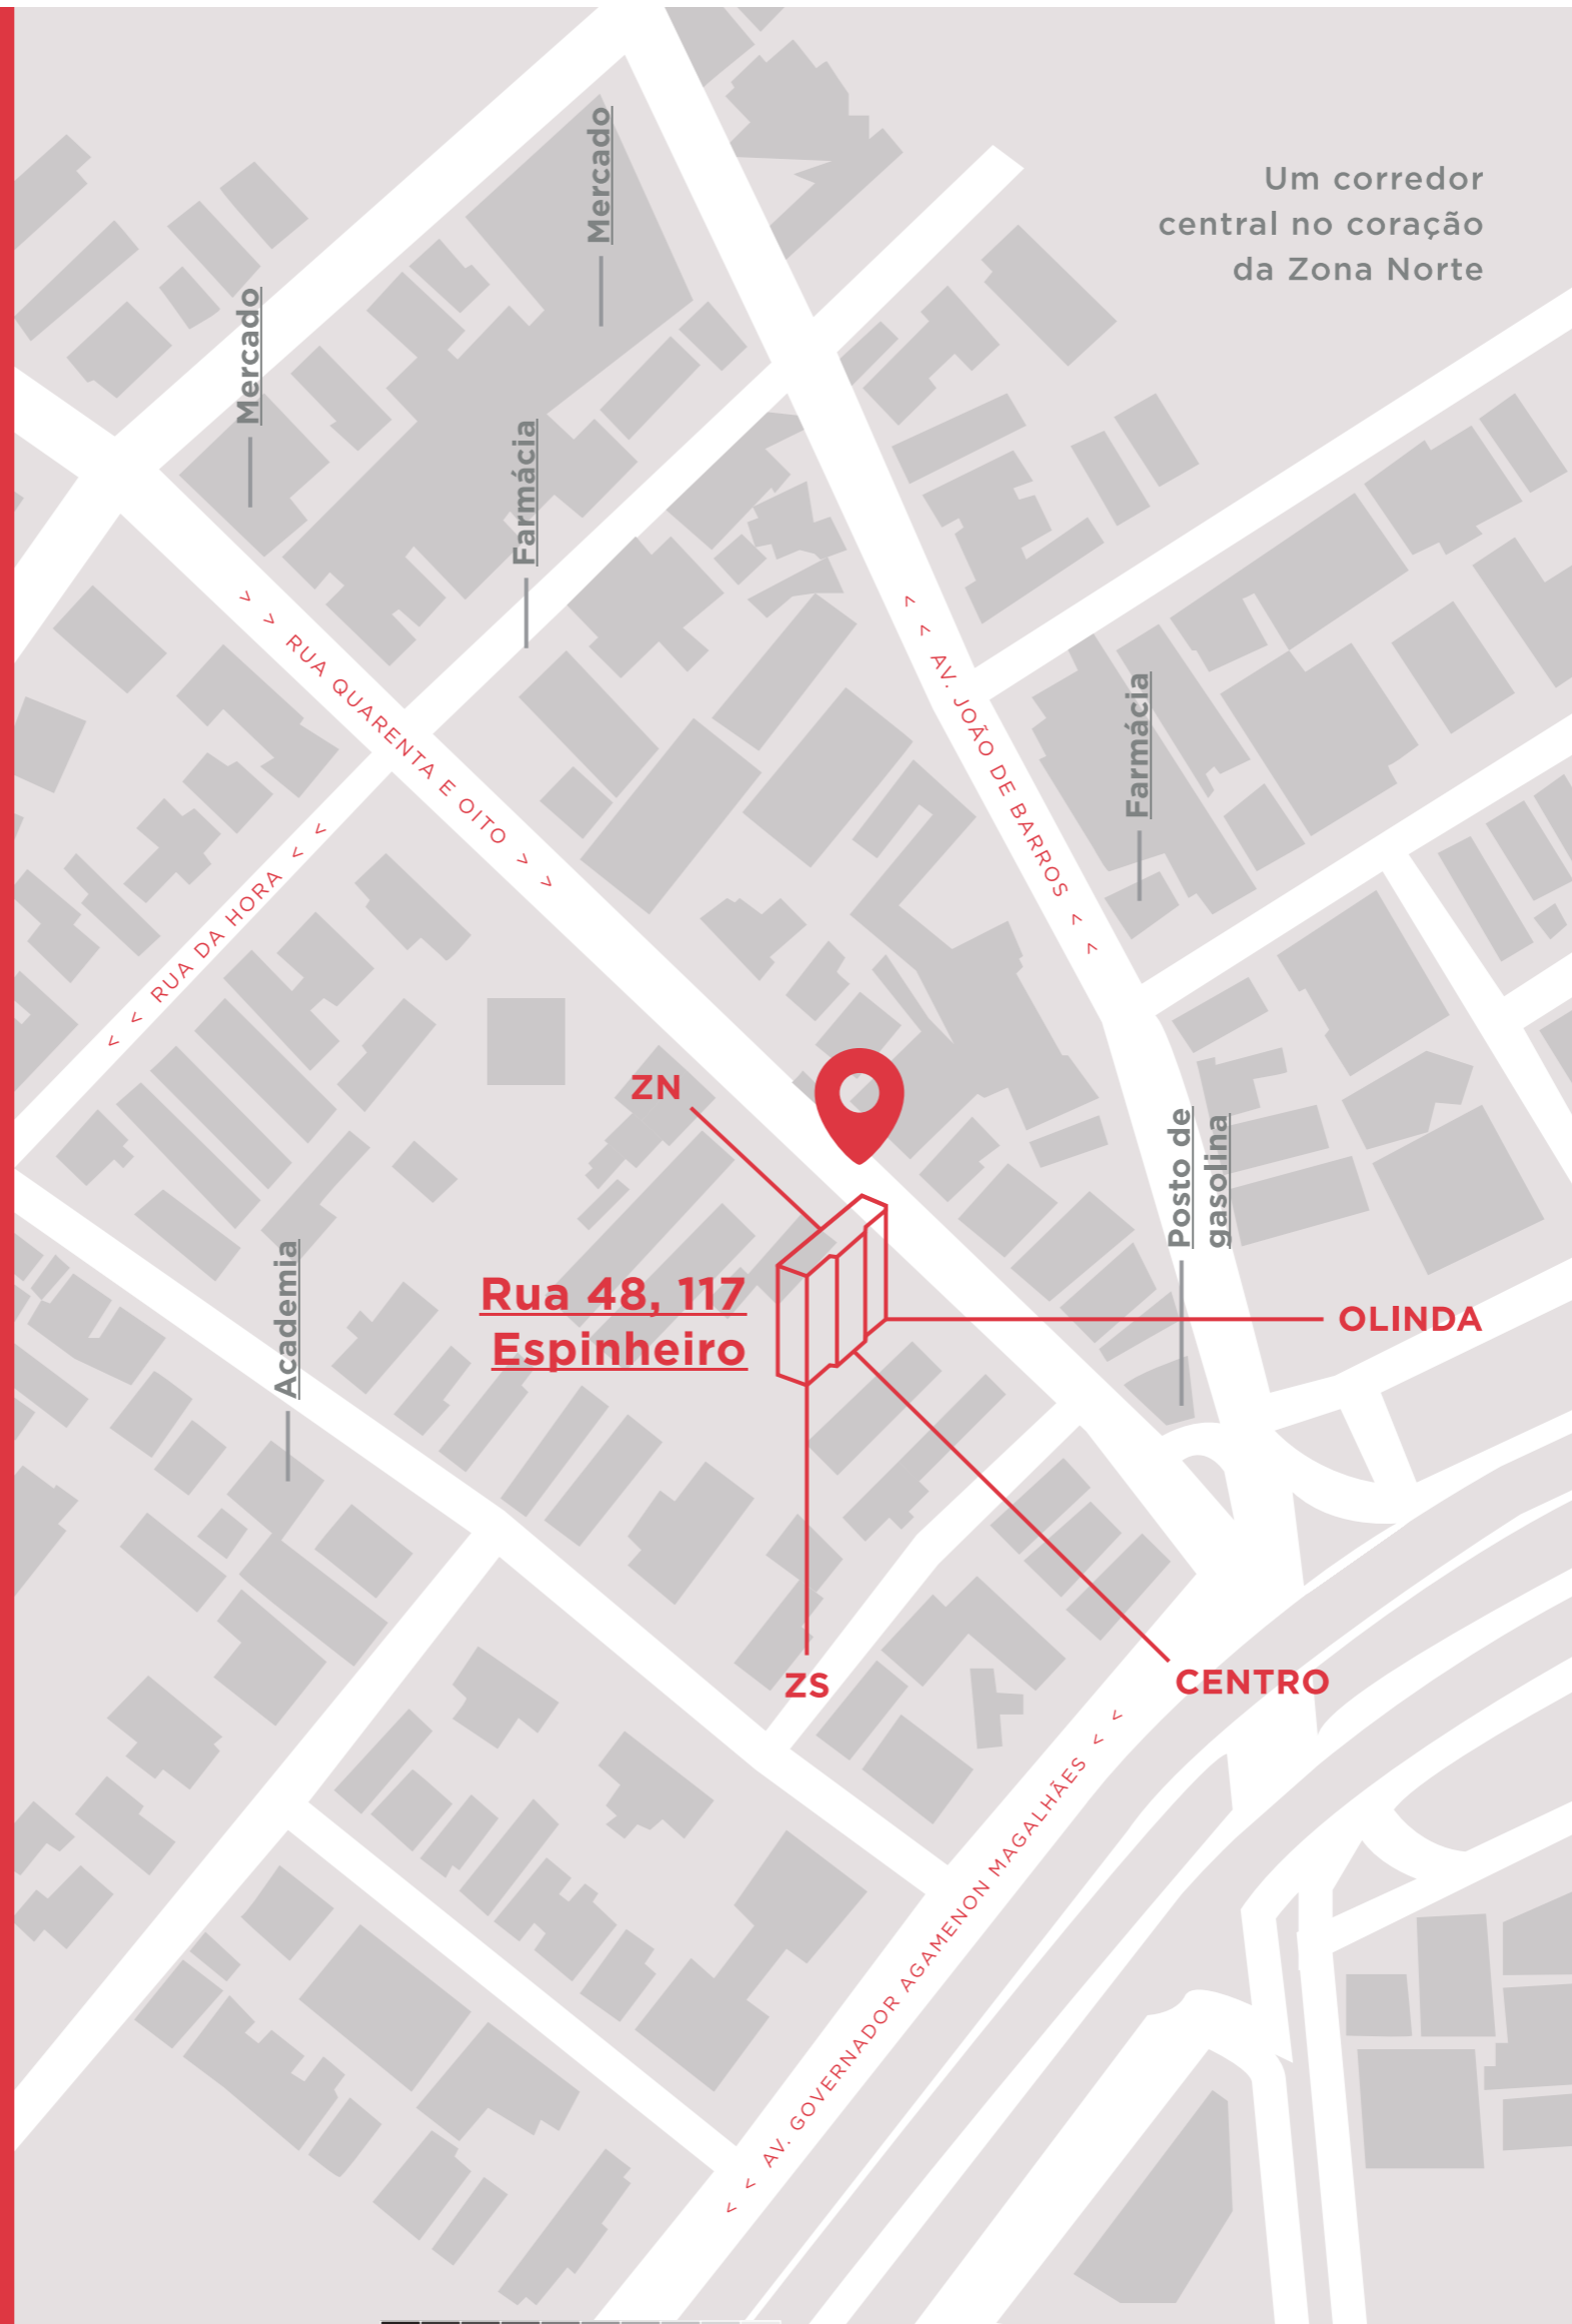 Um corredor
central no coração
da Zona Norte
Mercado
Mercado
Farmácia
> > RUA QUARENTA E OITO > >
< < AV. JOÃO DE BARROS < <
Farmácia
< < RUA DA HORA < <
ZN
Posto de
gasolina
Academia
Rua 48, 117
Espinheiro
OLINDA
ZS
CENTRO
< < AV. GOVERNADOR AGAMENON MAGALHÃES < <